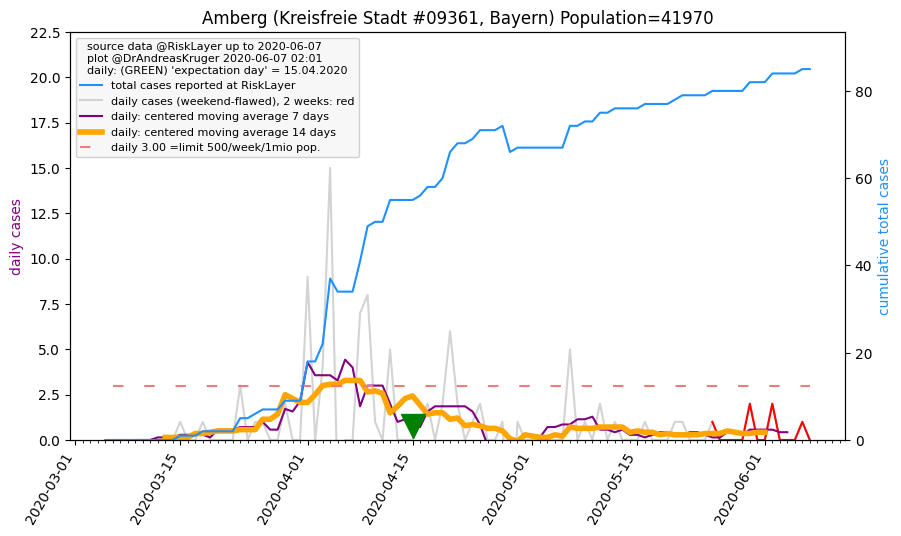 Amberg (Kreisfreie Stadt #09361, Bayern) Population=41970
source data @RiskLayer up to 2020-06-07
plot @DrAndreasKruger 2020-06-07 02:01
daily: (GREEN) 'expectation day' = 15.04.2020
total cases reported at RiskLayer
daily cases (weekend-flawed), 2 weeks: red
daily: centered moving average 7 days
daily: centered moving average 14 days
daily 3.00 =limit 500/week/1mio pop.
daily cases
22.5
20.0
17.5
15.0
12.5
10.0
7.5
5.0
2.5
0.0
cumulative total cases
80
60
40
20
0
2020-03-01
2020-03-15
2020-04-01
2020-04-15
2020-05-01
2020-05-15
2020-06-01